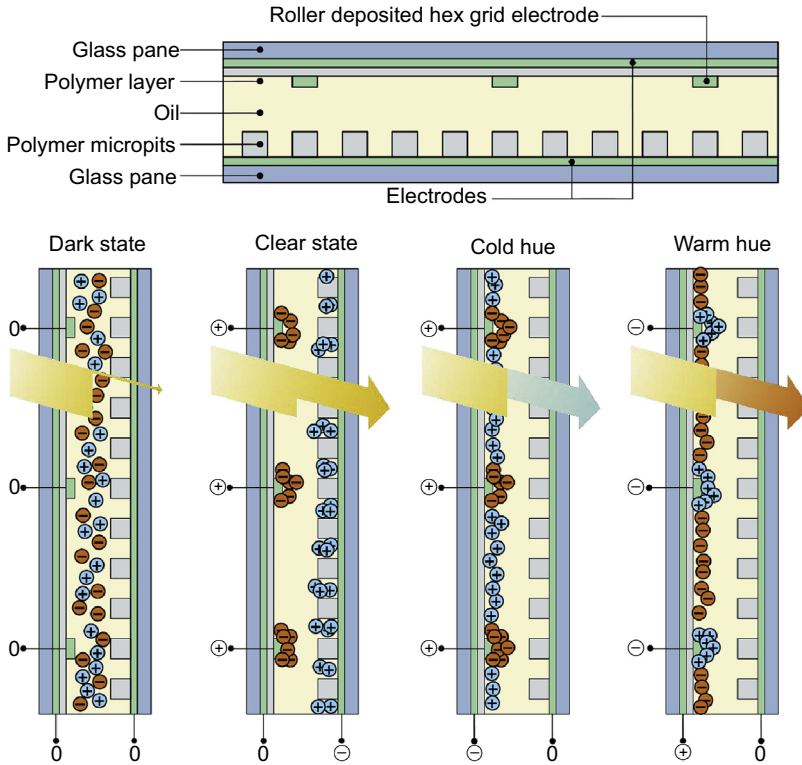 Roller deposited hex grid electrode
Glass pane
Polymer layer
Oil
Polymer micropits
Glass pane
Electrodes
Dark state
Clear state
Cold hue
Warm hue
0
+
+
−
0
+
+
−
0
+
+
−
0
0
0
−
−
0
+
0